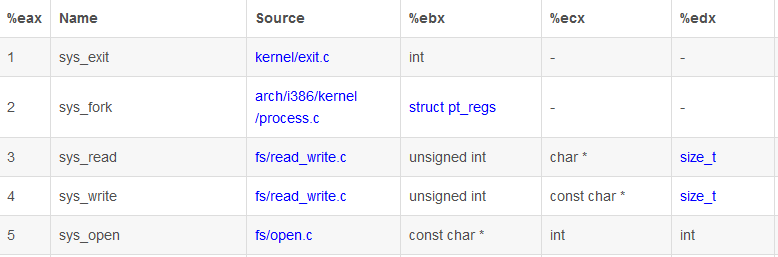 %eax Name Source %ebx %ecx %edx
1 sys_exit kernel/exit.c int - -
2 sys_fork arch/i386/kernel
/process.c struct pt_regs - -
3 sys_read fs/read_write.c unsigned int char * size_t
4 sys_write fs/read_write.c unsigned int const char * size_t
5 sys_open fs/open.c const char * int int